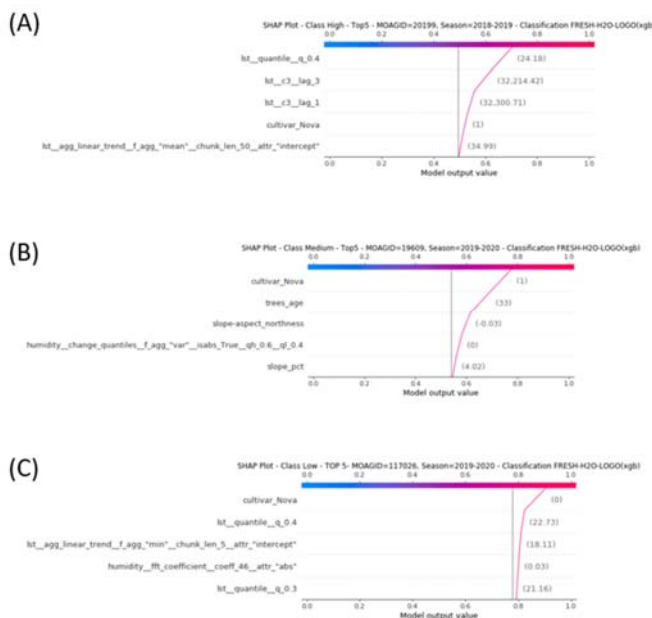 (A)
SHAP Plot - Class High - Top5 - MOAGID=20199, Season=2018-2019 - Classification FRESH-H2O-LOGO(xgb)
0.0 0.2 0.4 0.6 0.8 1.0
lst__quantile__q_0.4 (24.18)
lst__c3__lag_3 (32,214.42)
lst__c3__lag_1 (32,300.71)
cultivar_Nova (1)
lst__agg_linear_trend__f_agg_"mean"__chunk_len_50__attr_"intercept" (34.99)
0.0 0.2 0.4 0.6 0.8 1.0
Model output value
(B)
SHAP Plot - Class Medium - Top5 - MOAGID=19609, Season=2019-2020 - Classification FRESH-H2O-LOGO(xgb)
0.0 0.2 0.4 0.6 0.8 1.0
cultivar_Nova (1)
trees_age (33)
slope-aspect_northness (-0.03)
humidity__change_quantiles__f_agg_"var"__isabs_True__qh_0.6__ql_0.4 (0)
slope_pct (4.02)
0.0 0.2 0.4 0.6 0.8 1.0
Model output value
(C)
SHAP Plot - Class Low - TOP 5- MOAGID=117026, Season=2019-2020 - Classification FRESH-H2O-LOGO(xgb)
0.0 0.2 0.4 0.6 0.8 1.0
cultivar_Nova (0)
lst__quantile__q_0.4 (22.73)
lst__agg_linear_trend__f_agg_"min"__chunk_len_5__attr_"intercept" (18.11)
humidity__fft_coefficient__coeff_46__attr_"abs" (0.03)
lst__quantile__q_0.3 (21.16)
0.0 0.2 0.4 0.6 0.8 1.0
Model output value